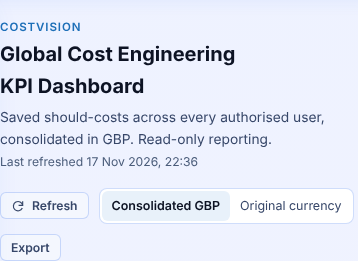 COSTVISION
Global Cost Engineering
KPI Dashboard
Saved should-costs across every authorised user,
consolidated in GBP. Read-only reporting.
Last refreshed 17 Nov 2026, 22:36
Refresh
Consolidated GBP
Original currency
Export